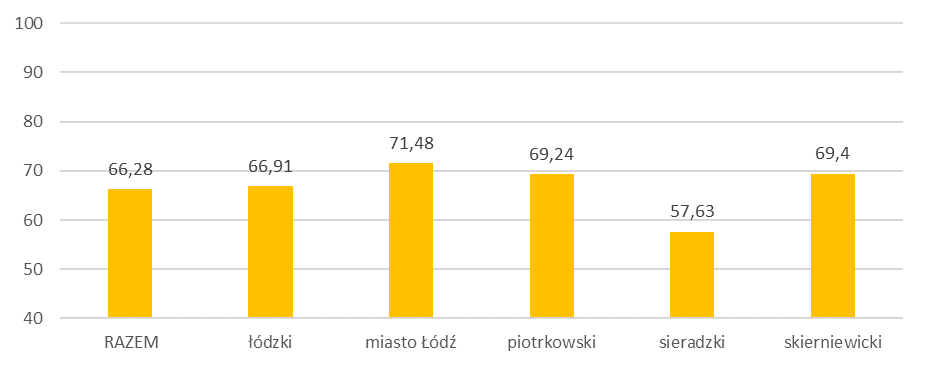 100
90
80
70
60
50
40
66,28
66,91
71,48
69,24
57,63
69,4
RAZEM
łódzki
miasto Łódź
piotrkowski
sieradzki
skierniewicki